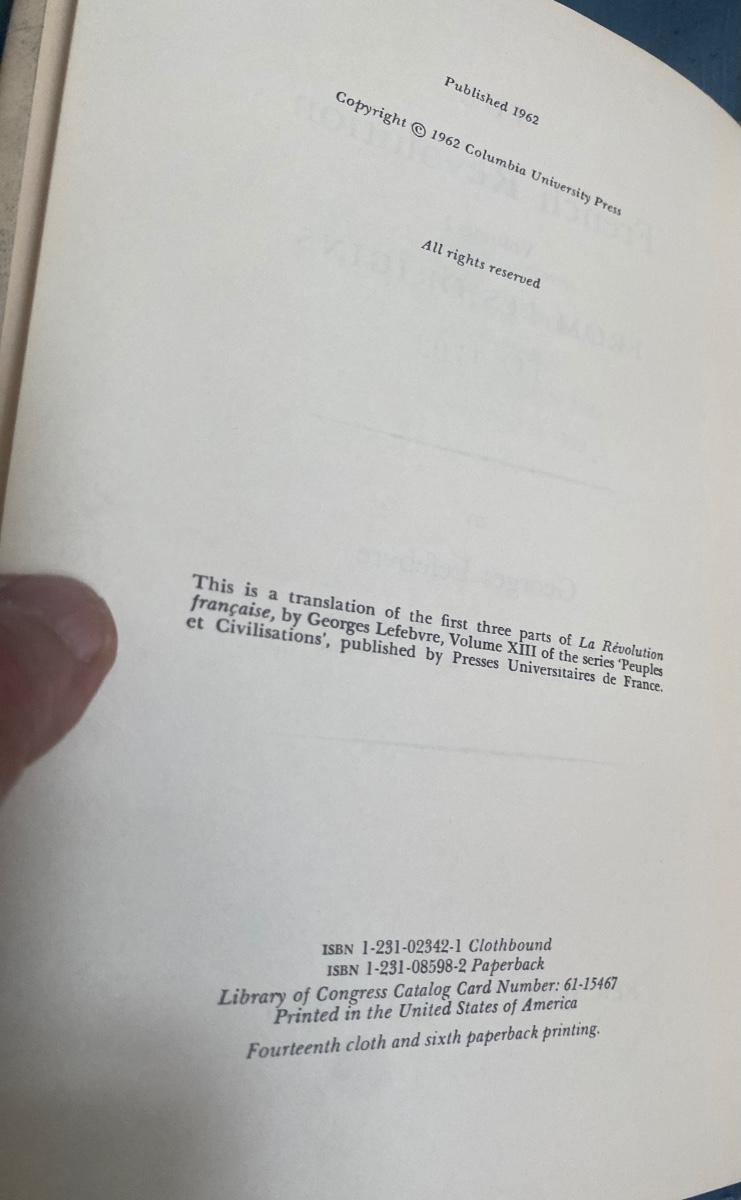 Published 1962
Copyright © 1962 Columbia University Press
All rights reserved
This is a translation of the first three parts of La Révolution
française, by Georges Lefebvre, Volume XIII of the series ‘Peuples
et Civilisations’, published by Presses Universitaires de France.
ISBN 1-231-02342-1 Clothbound
ISBN 1-231-08598-2 Paperback
Library of Congress Catalog Card Number: 61-15467
Printed in the United States of America
Fourteenth cloth and sixth paperback printing.